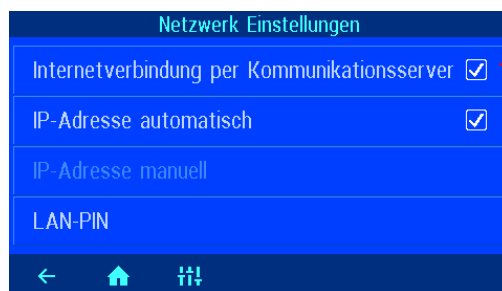 Netzwerk Einstellungen
Internetverbindung per Kommunikationsserver
IP-Adresse automatisch
IP-Adresse manuell
LAN-PIN